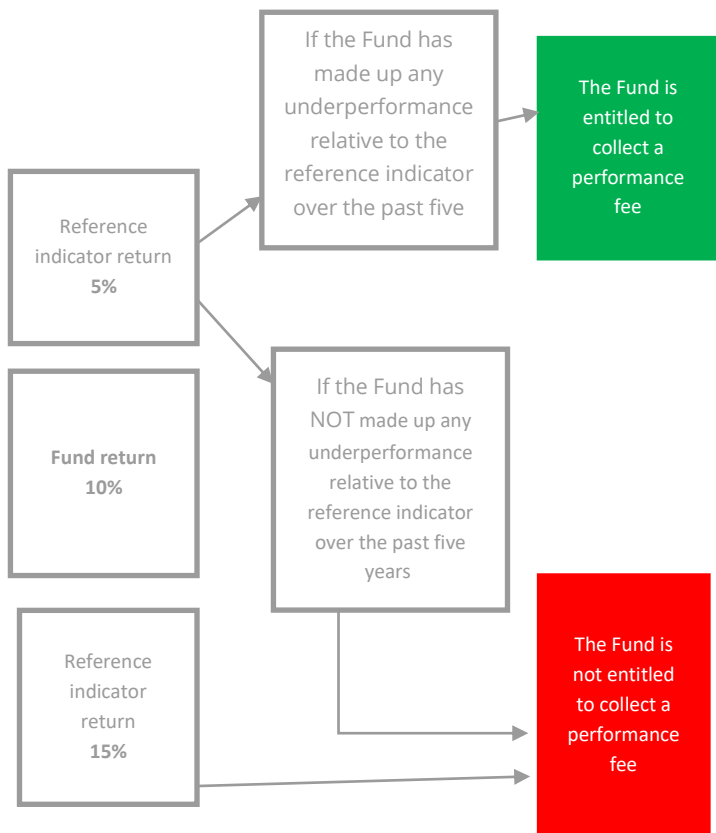 If the Fund has
made up any
underperformance
relative to the
reference indicator
over the past five
The Fund is
entitled to
collect a
performance
fee
Reference
indicator return
5%
If the Fund has
NOT made up any
underperformance
relative to the
reference indicator
over the past five
years
Fund return
10%
The Fund is
not entitled
to collect a
performance
fee
Reference
indicator
return
15%